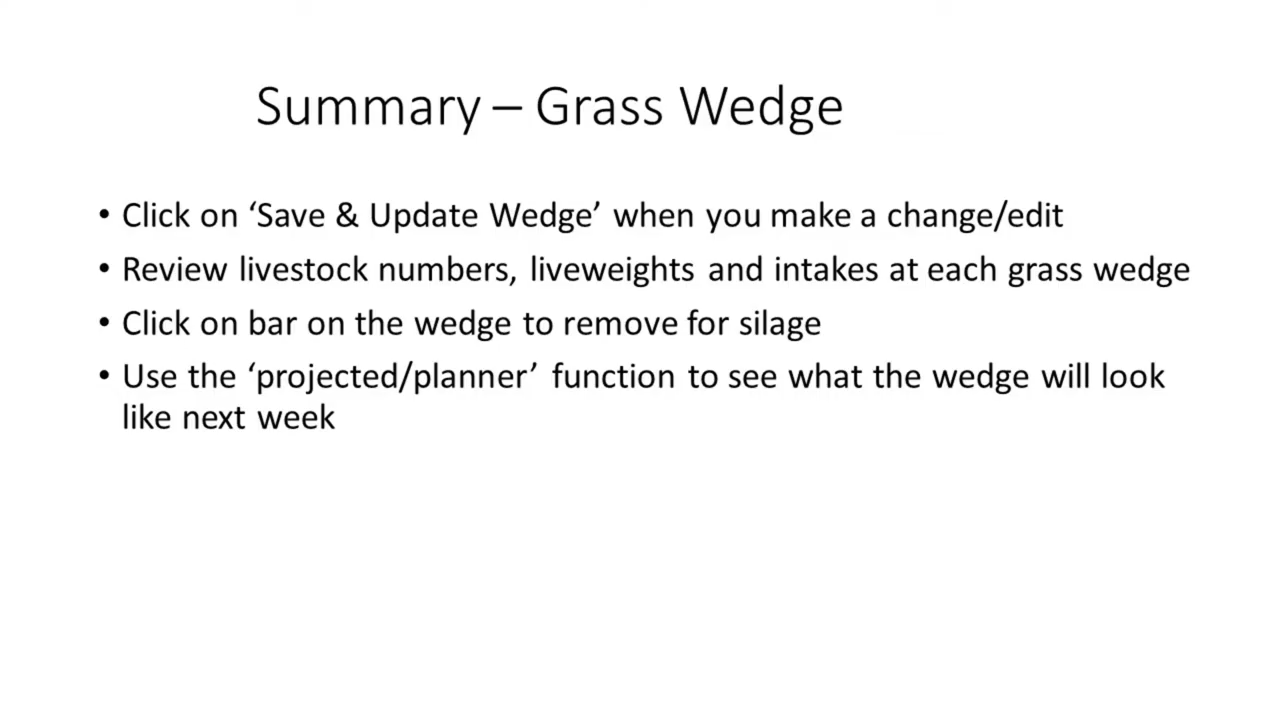 Summary – Grass Wedge
• Click on ‘Save & Update Wedge’ when you make a change/edit
• Review livestock numbers, liveweights and intakes at each grass wedge
• Click on bar on the wedge to remove for silage
• Use the ‘projected/planner’ function to see what the wedge will look
like next week